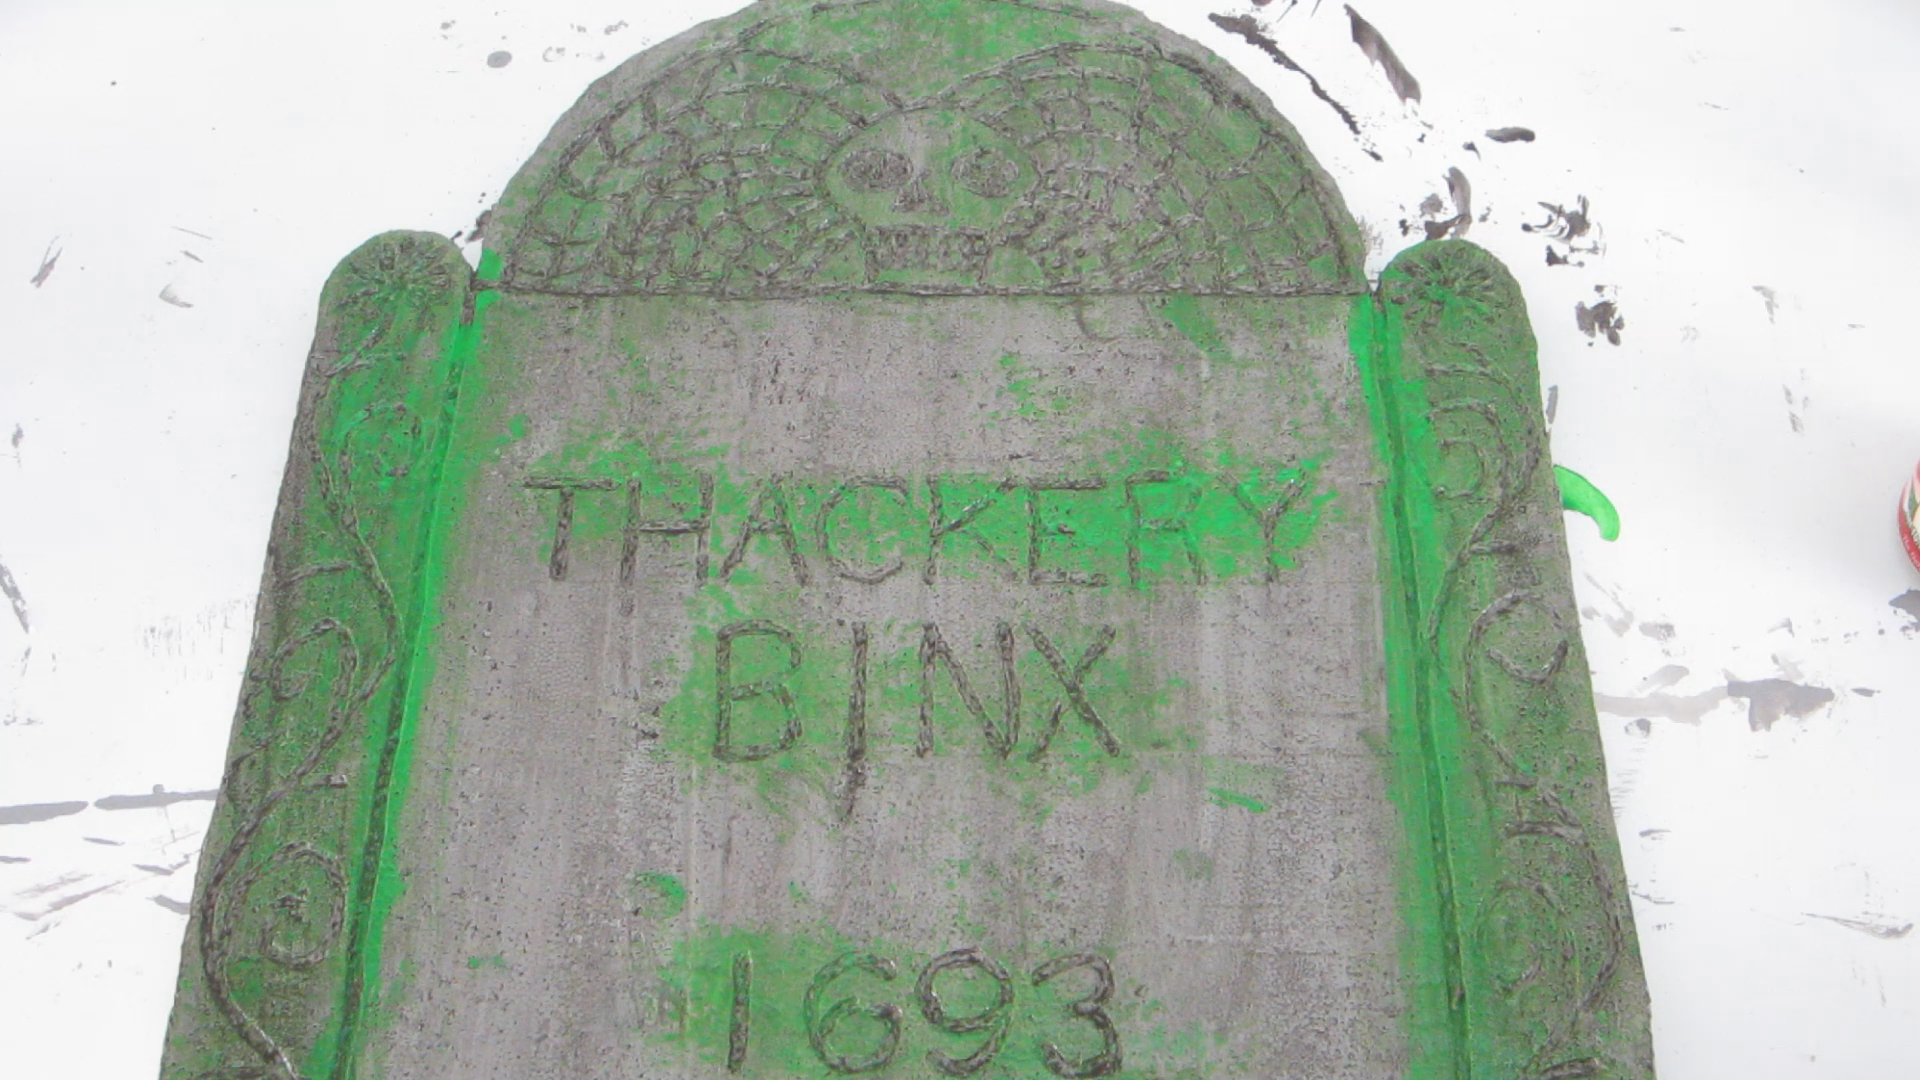 THACKERY
BINX
1693